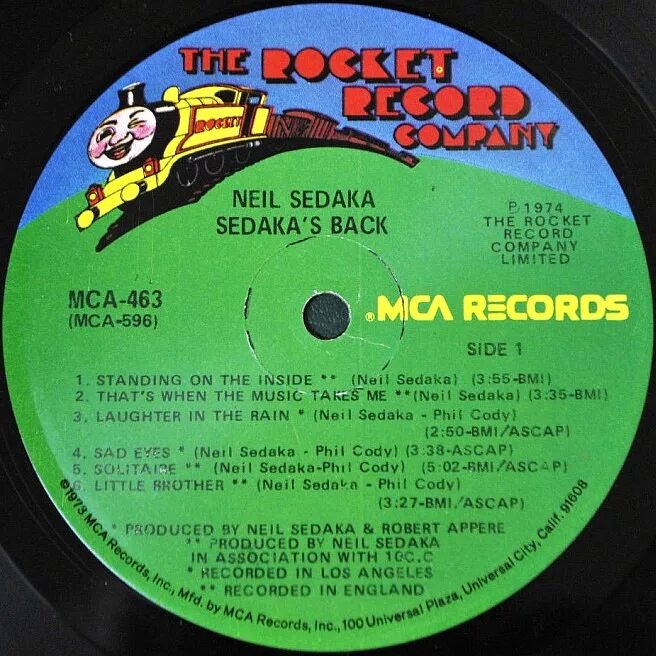 THE ROCKET
RECORD
COMPANY
ROCKET
NEIL SEDAKA
SEDAKA'S BACK
℗ 1974
THE ROCKET
RECORD
COMPANY
LIMITED
MCA-463
(MCA-596)
® MCA RECORDS
SIDE 1
1. STANDING ON THE INSIDE ** (Neil Sedaka) (3:55-BMI)
2. THAT'S WHEN THE MUSIC TAKES ME ** (Neil Sedaka) (3:35-BMI)
3. LAUGHTER IN THE RAIN * (Neil Sedaka - Phil Cody)
(2:50-BMI/ASCAP)
4. SAD EYES * (Neil Sedaka - Phil Cody) (3:38-ASCAP)
5. SOLITAIRE ** (Neil Sedaka-Phil Cody) (5:02-BMI/ASCAP)
6. LITTLE BROTHER ** (Neil Sedaka - Phil Cody)
(3:27-BMI/ASCAP)
* PRODUCED BY NEIL SEDAKA & ROBERT APPERE
** PRODUCED BY NEIL SEDAKA
IN ASSOCIATION WITH 10C.C
* RECORDED IN LOS ANGELES
** RECORDED IN ENGLAND
©1973 MCA Records, Inc., Mfd. by MCA Records, Inc., 100 Universal Plaza, Universal City, Calif. 91608